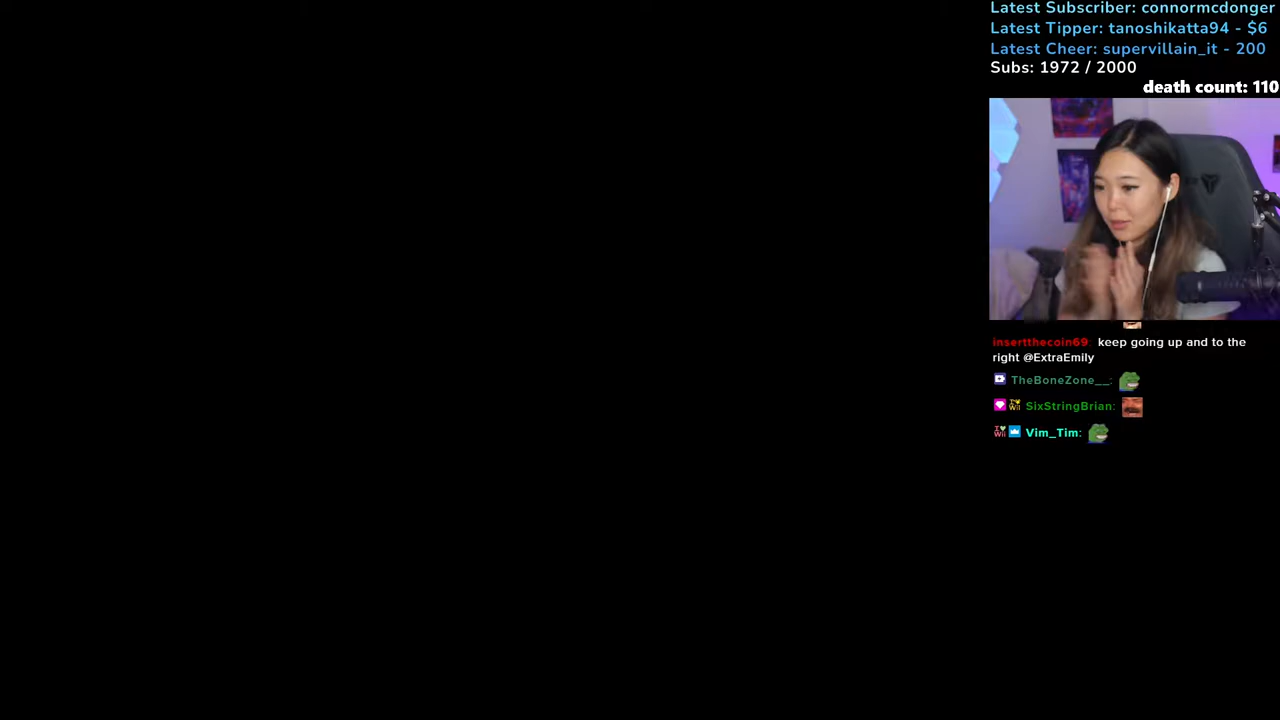 Latest Subscriber: connormcdonger
Latest Tipper: tanoshikatta94 - $6
Latest Cheer: supervillain_it - 200
Subs: 1972 / 2000
death count: 110
insertthecoin69 keep going up and to the
right @ExtraEmily
TheBoneZone__:
SixStringBrian:
Vim_Tim: